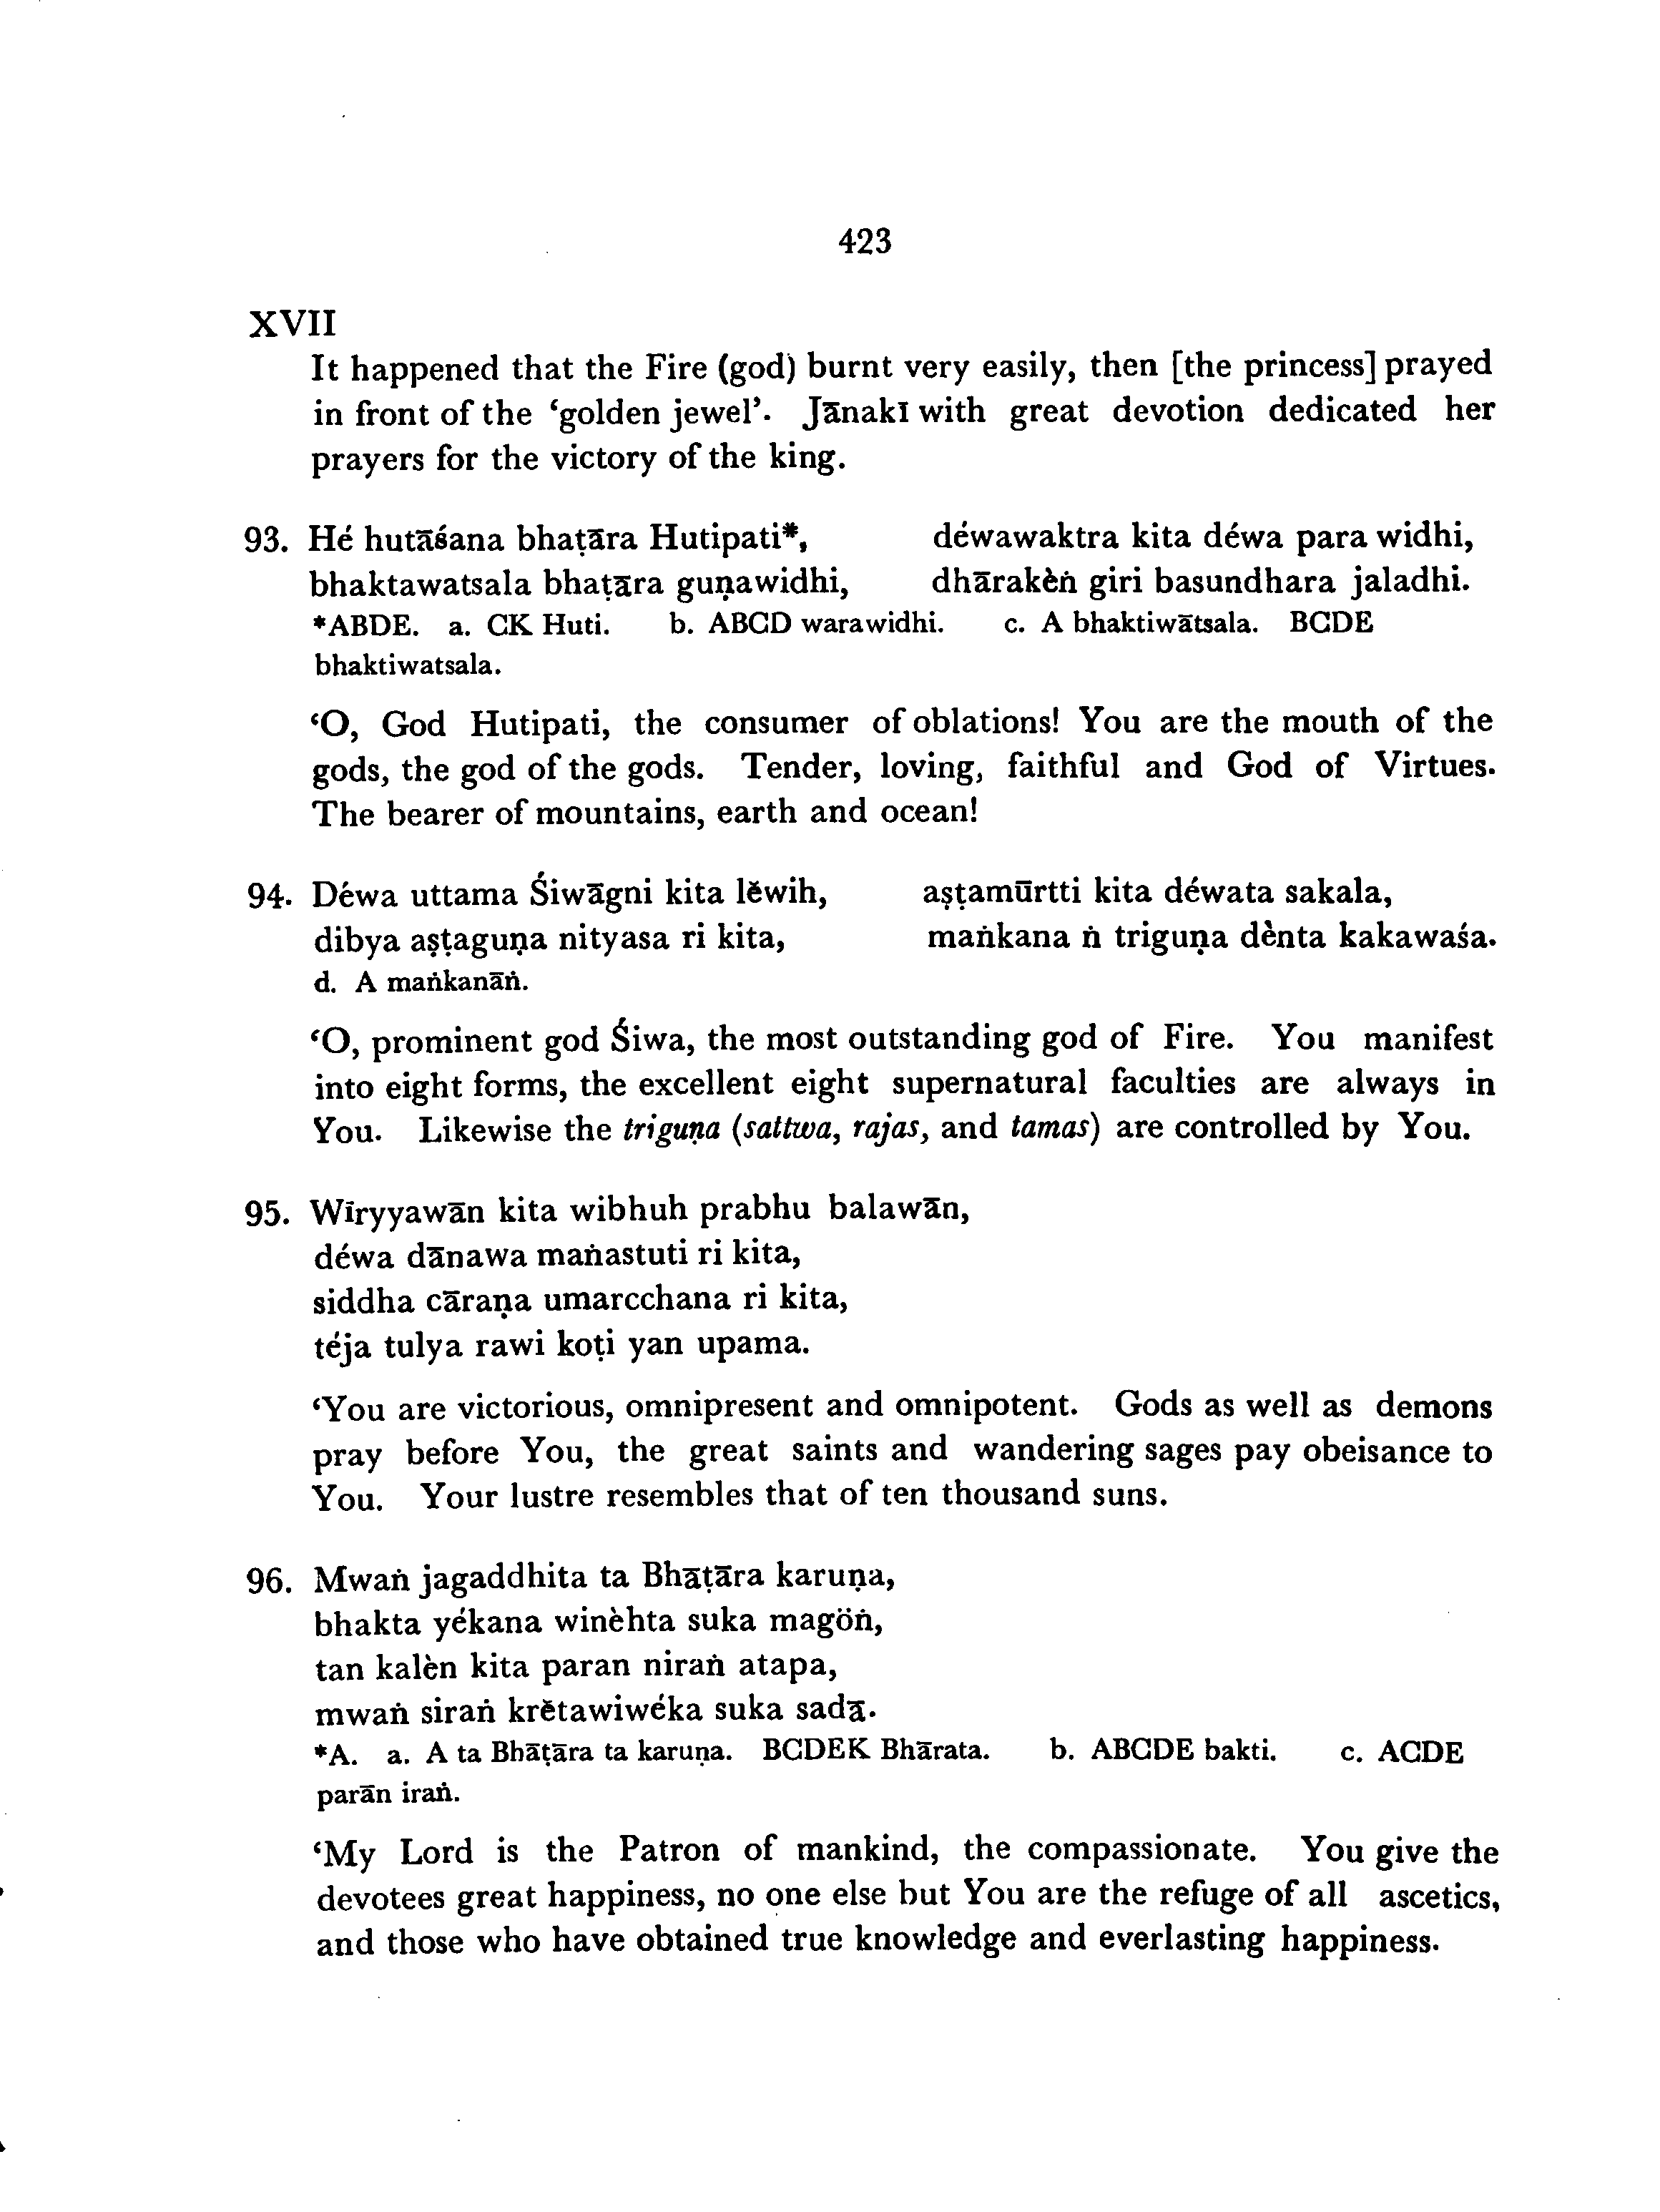 423
XVII
It happened that the Fire (god) burnt very easily, then [the princess] prayed
in front of the ‘golden jewel’. Jānakī with great devotion dedicated her
prayers for the victory of the king.
93. Hé hutāśana bhaṭāra Hutipati*, déwawaktra kita déwa para widhi,
bhaktawatsala bhaṭāra guṇawidhi, dhārakèṅ giri basundhara jaladhi.
*ABDE. a. CK Huti. b. ABCD warawidhi. c. A bhaktiwātsala. BCDE
bhaktiwatsala.
‘O, God Hutipati, the consumer of oblations! You are the mouth of the
gods, the god of the gods. Tender, loving, faithful and God of Virtues.
The bearer of mountains, earth and ocean!
94. Déwa uttama Śiwāgni kita lĕwih, aṣṭamūrtti kita déwata sakala,
dibya aṣṭaguṇa nityasa ri kita, maṅkana ṅ triguṇa dènta kakawaśa.
d. A maṅkanāṅ.
‘O, prominent god Śiwa, the most outstanding god of Fire. You manifest
into eight forms, the excellent eight supernatural faculties are always in
You. Likewise the triguṇa (sattwa, rajas, and tamas) are controlled by You.
95. Wīryyawān kita wibhuh prabhu balawān,
déwa dānawa maṅastuti ri kita,
siddha cāraṇa umarcchana ri kita,
téja tulya rawi koṭi yan upama.
‘You are victorious, omnipresent and omnipotent. Gods as well as demons
pray before You, the great saints and wandering sages pay obeisance to
You. Your lustre resembles that of ten thousand suns.
96. Mwaṅ jagaddhita ta Bhaṭāra karuṇa,
bhakta yékana winèhta suka magöṅ,
tan kalèn kita paran niraṅ atapa,
mwaṅ siraṅ krĕtawiwéka suka sadā.
*A. a. A ta Bhāṭāra ta karuṇa. BCDEK Bhārata. b. ABCDE bakti. c. ACDE
parān iraṅ.
‘My Lord is the Patron of mankind, the compassionate. You give the
devotees great happiness, no one else but You are the refuge of all ascetics,
and those who have obtained true knowledge and everlasting happiness.